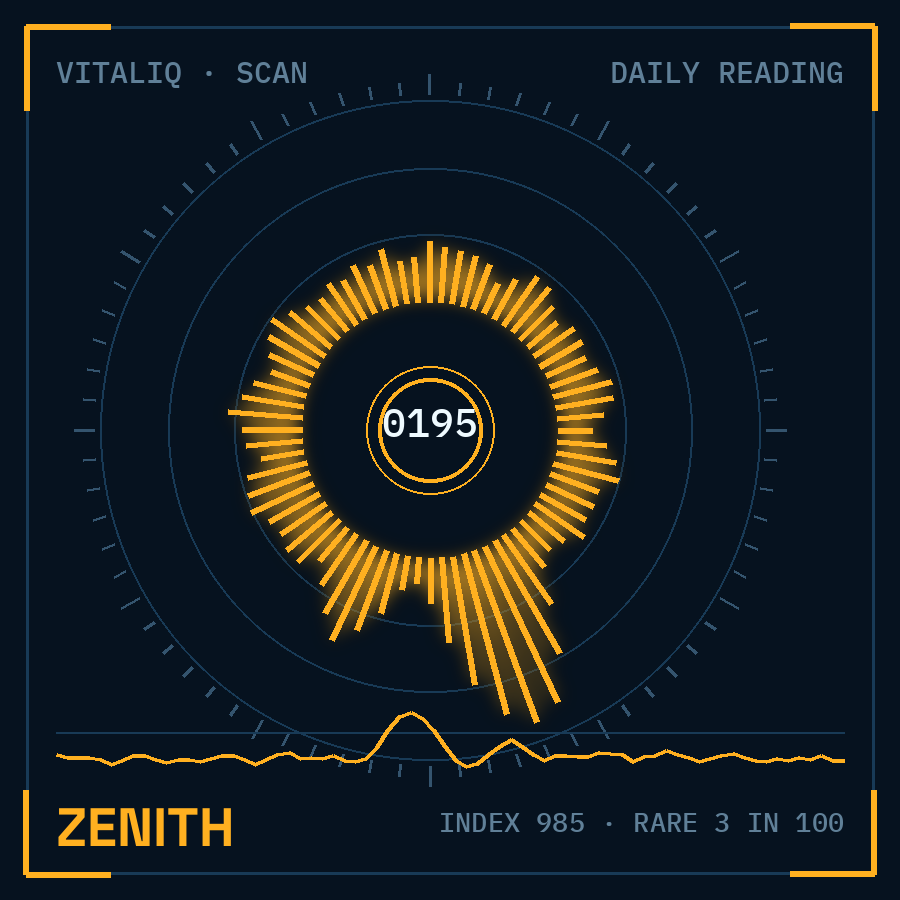 VITALIQ · SCAN
DAILY READING
0195
ZENITH
INDEX 985 · RARE 3 IN 100